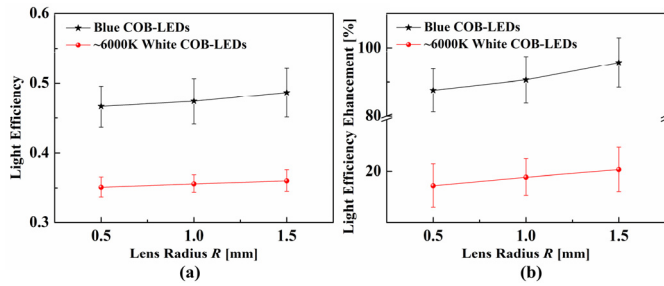 0.6
Blue COB-LEDs
~6000K White COB-LEDs
0.5
0.4
0.3
Light Efficiency
0.5 1.0 1.5
Lens Radius R [mm]
(a)
Blue COB-LEDs
~6000K White COB-LEDs
100
80
20
Light Efficiency Ehancement [%]
0.5 1.0 1.5
Lens Radius R [mm]
(b)